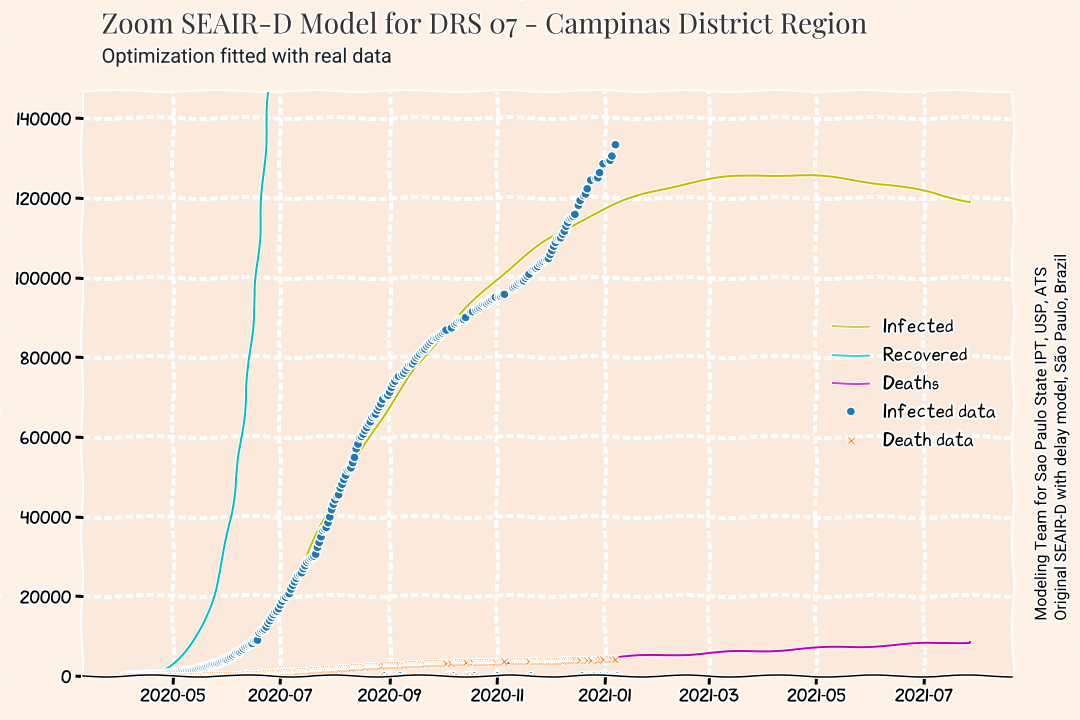 Zoom SEAIR-D Model for DRS 07 - Campinas District Region
Optimization fitted with real data
140000
120000
100000
80000
60000
40000
20000
0
2020-05
2020-07
2020-09
2020-11
2021-01
2021-03
2021-05
2021-07
Infected
Recovered
Deaths
Infected data
Death data
Modeling Team for Sao Paulo State IPT, USP, ATS
Original SEAIR-D with delay model, São Paulo, Brazil